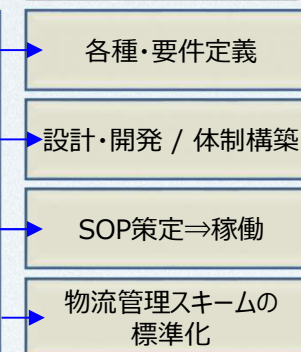 各種・要件定義
設計・開発 / 体制構築
SOP策定⇒稼働
物流管理スキームの
標準化